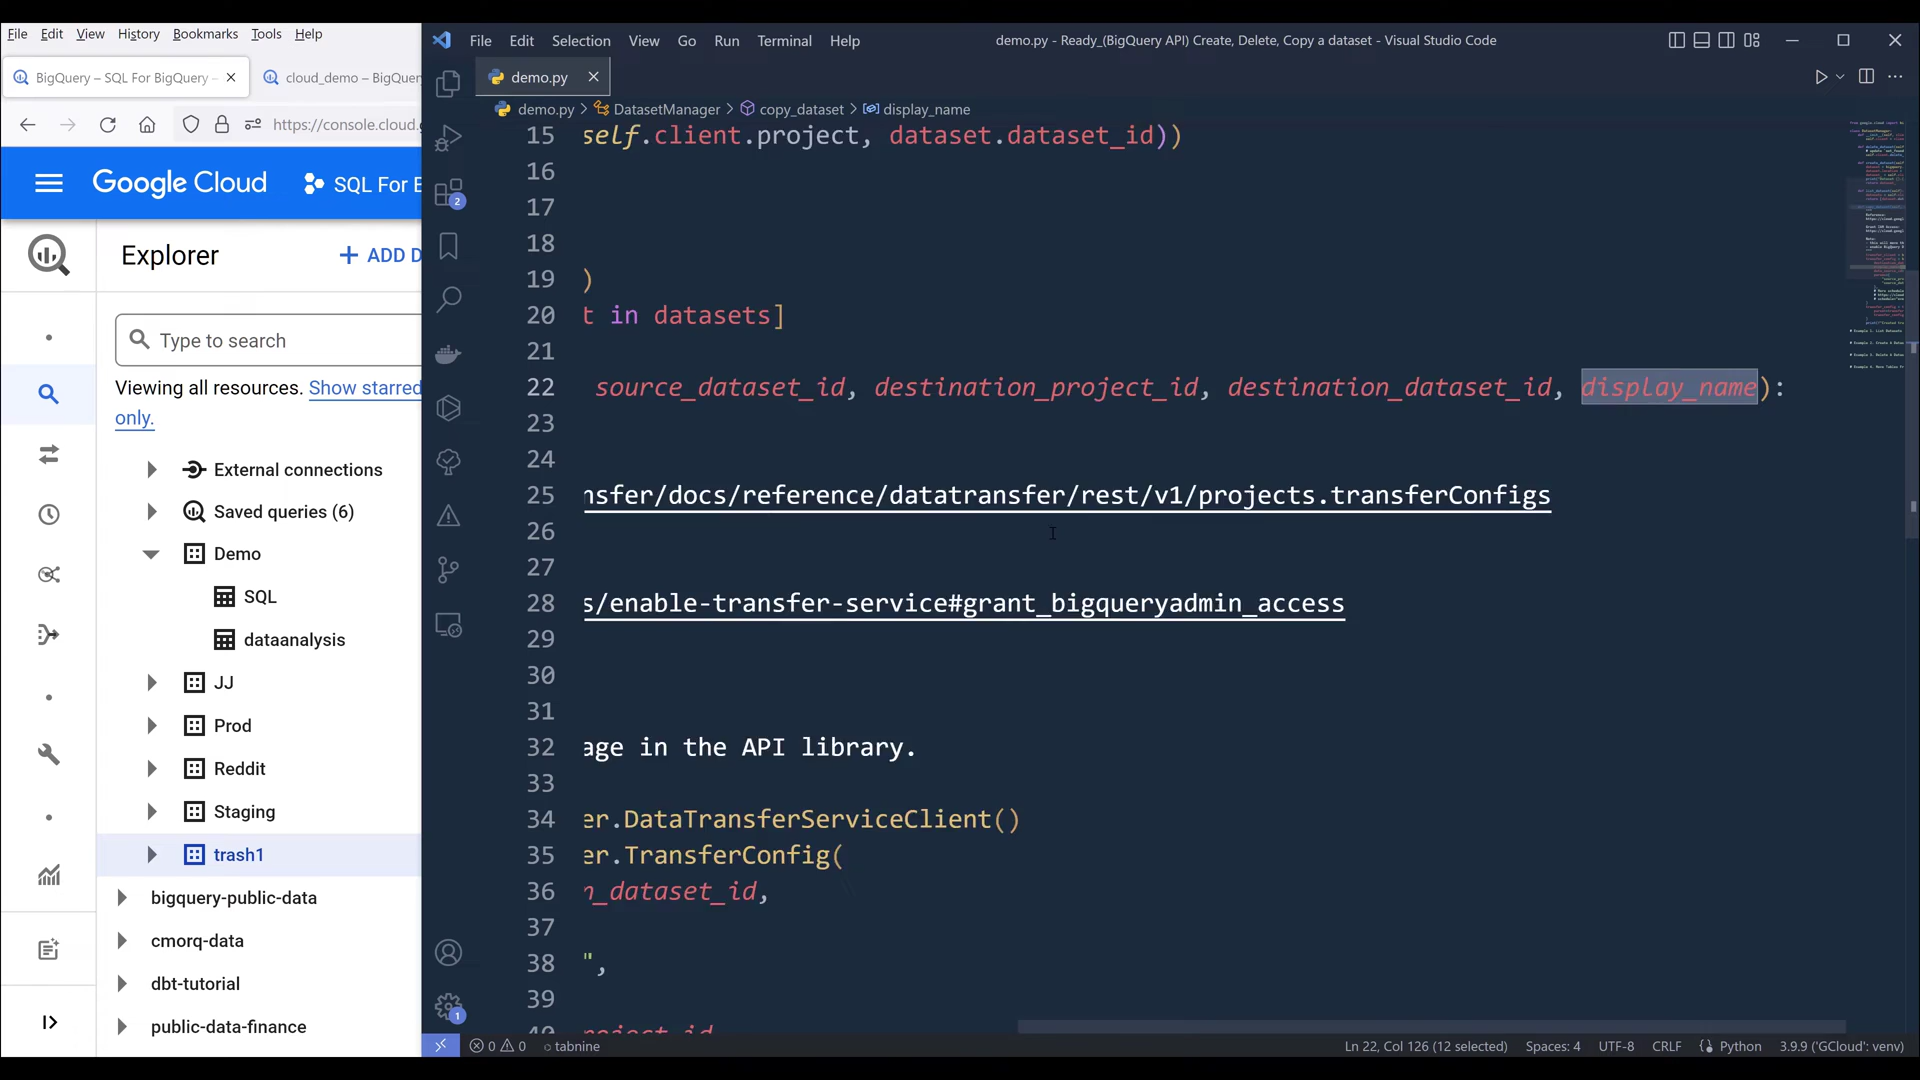 File Edit View History Bookmarks Tools Help
BigQuery – SQL For BigQuery –
cloud_demo – BigQuery
https://console.cloud.g
Google Cloud
SQL For B
Explorer
+ ADD D
Type to search
Viewing all resources. Show starred
only.
External connections
Saved queries (6)
Demo
SQL
dataanalysis
JJ
Prod
Reddit
Staging
trash1
bigquery-public-data
cmorq-data
dbt-tutorial
public-data-finance
File Edit Selection View Go Run Terminal Help
demo.py - Ready_(BigQuery API) Create, Delete, Copy a dataset - Visual Studio Code
demo.py
demo.py > DatasetManager > copy_dataset > display_name
15 self.client.project, dataset.dataset_id))
16
17
18
19 )
20 t in datasets]
21
22 source_dataset_id, destination_project_id, destination_dataset_id, display_name):
23
24
25 nsfer/docs/reference/datatransfer/rest/v1/projects.transferConfigs
26
27
28 s/enable-transfer-service#grant_bigqueryadmin_access
29
30
31
32 age in the API library.
33
34 er.DataTransferServiceClient()
35 er.TransferConfig(
36 n_dataset_id,
37
38 ",
39
40 roject_id
2
1
0 0
tabnine
Ln 22, Col 126 (12 selected)
Spaces: 4
UTF-8
CRLF
Python
3.9.9 ('GCloud': venv)